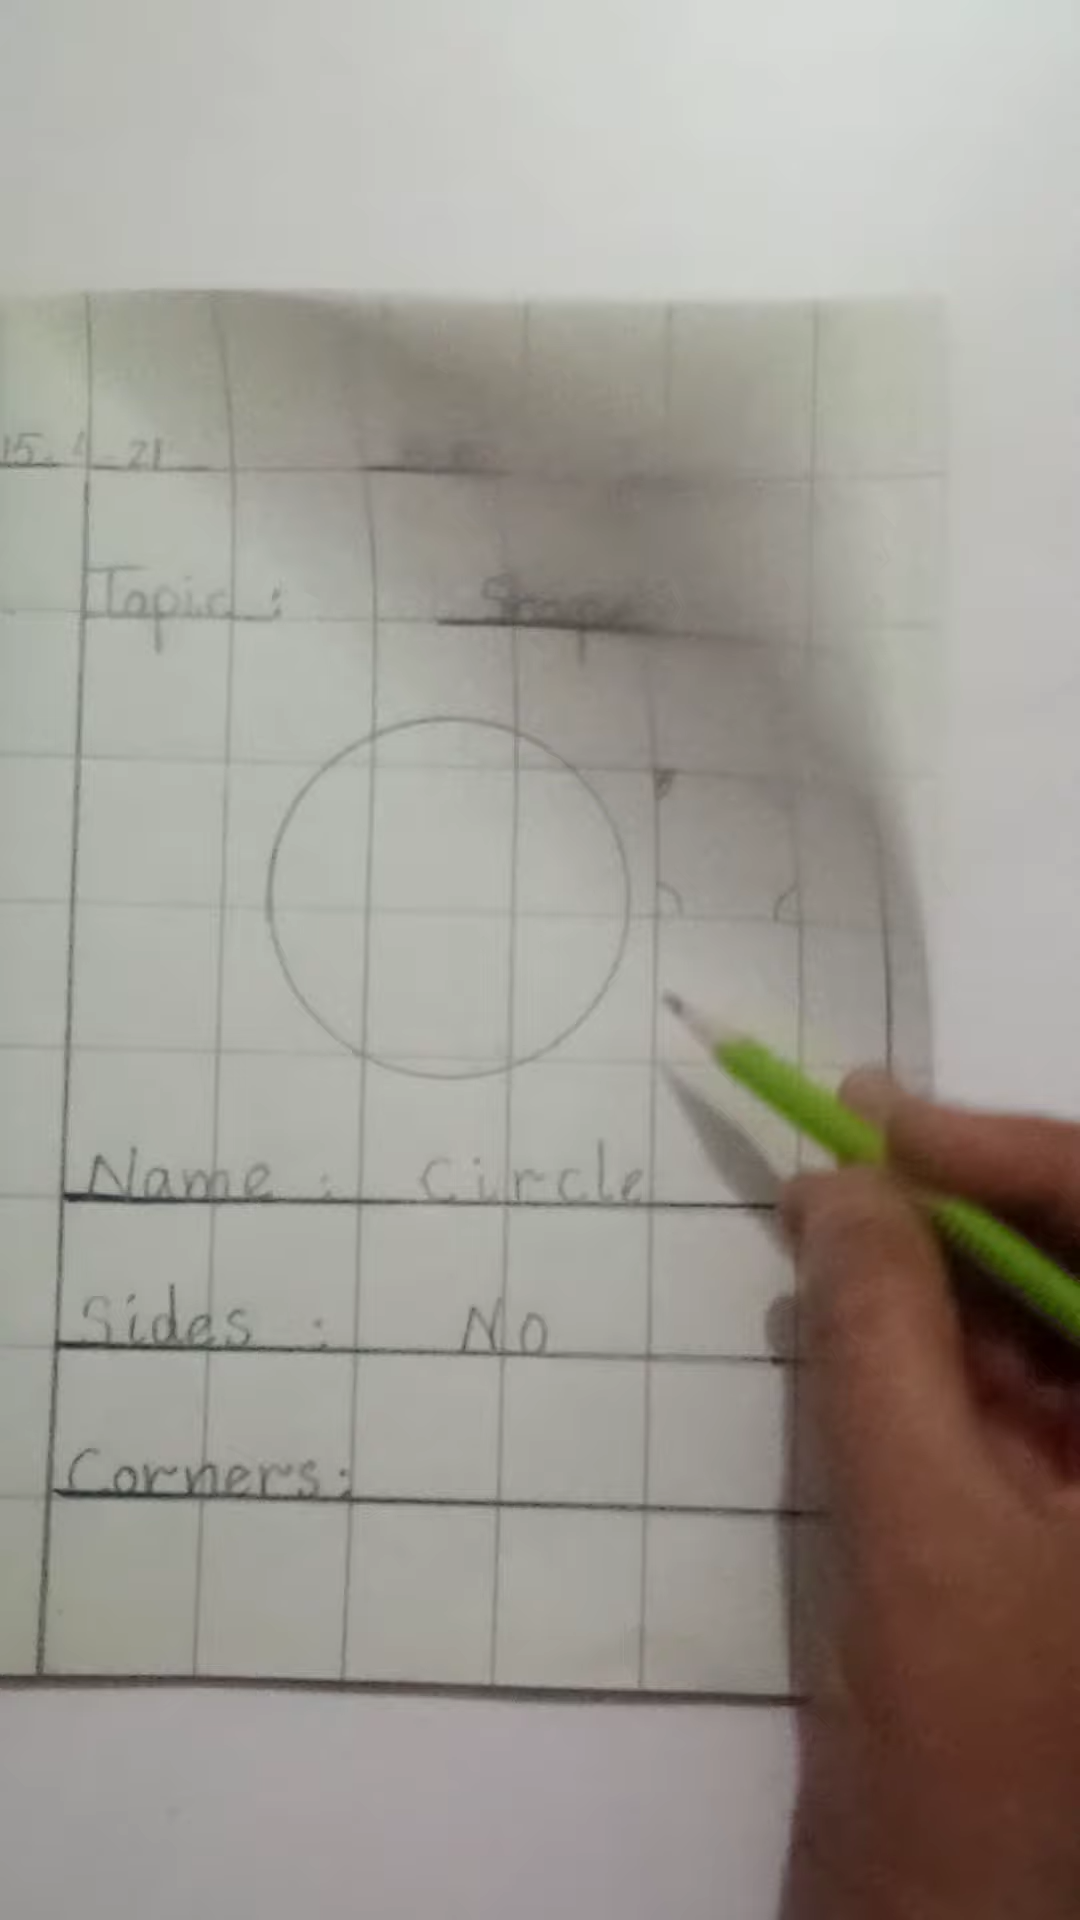 15. 4 21
Topic :
Name : Circle
Sides : No
Corners: